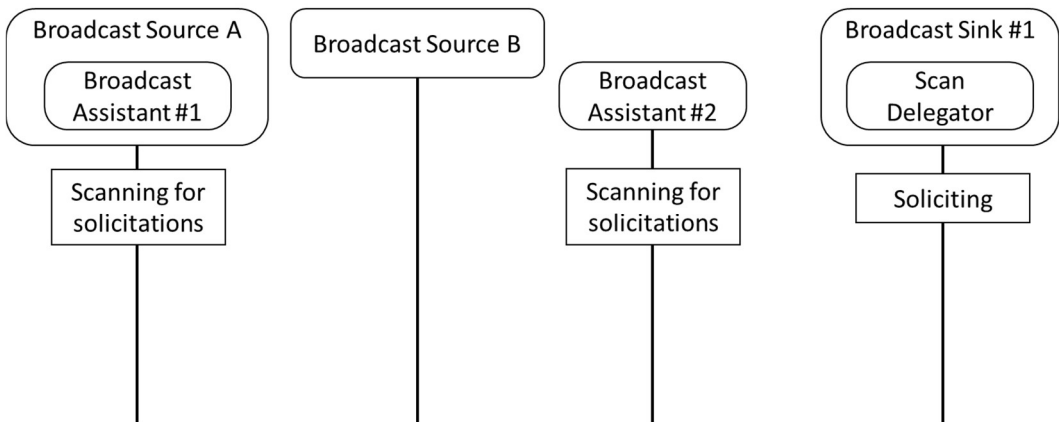 Broadcast Source A
Broadcast
Assistant #1
Scanning for
solicitations
Broadcast Source B
Broadcast
Assistant #2
Scanning for
solicitations
Broadcast Sink #1
Scan
Delegator
Soliciting